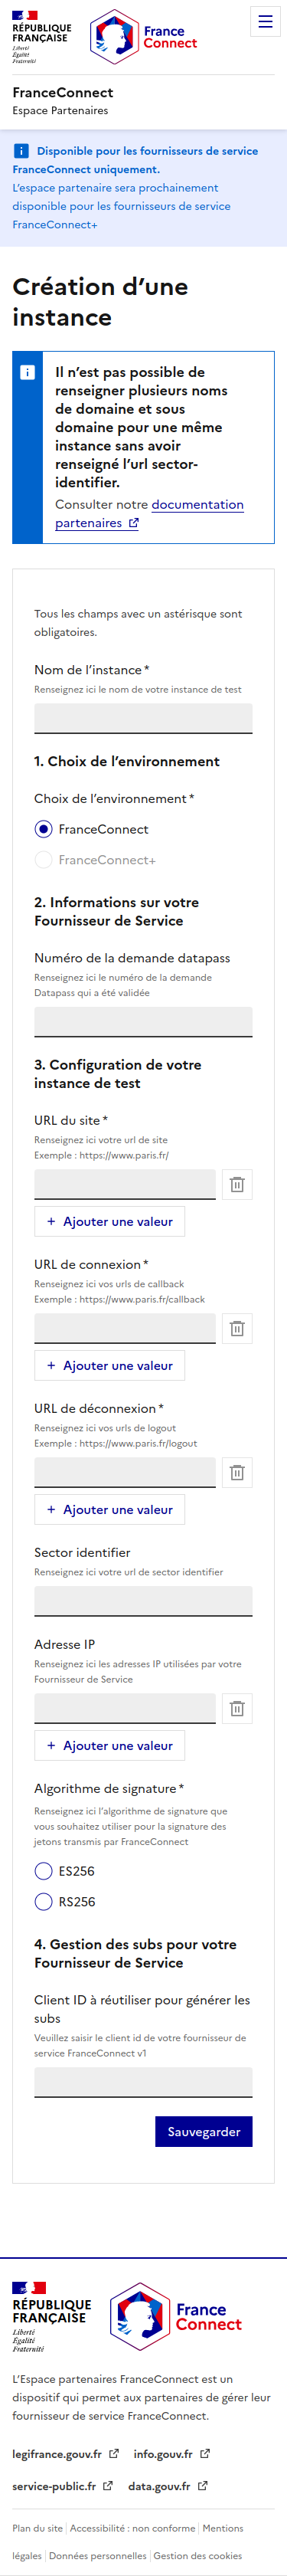 RÉPUBLIQUE
FRANÇAISE
Liberté
Égalité
Fraternité
France
Connect
FranceConnect
Espace Partenaires
Disponible pour les fournisseurs de service
FranceConnect uniquement.
L’espace partenaire sera prochainement
disponible pour les fournisseurs de service
FranceConnect+
Création d’une
instance
Il n’est pas possible de
renseigner plusieurs noms
de domaine et sous
domaine pour une même
instance sans avoir
renseigné l’url sector-
identifier.
Consulter notre documentation
partenaires
Tous les champs avec un astérisque sont
obligatoires.
Nom de l’instance *
Renseignez ici le nom de votre instance de test
1. Choix de l’environnement
Choix de l’environnement *
FranceConnect
FranceConnect+
2. Informations sur votre
Fournisseur de Service
Numéro de la demande datapass
Renseignez ici le numéro de la demande
Datapass qui a été validée
3. Configuration de votre
instance de test
URL du site *
Renseignez ici votre url de site
Exemple : https://www.paris.fr/
+ Ajouter une valeur
URL de connexion *
Renseignez ici vos urls de callback
Exemple : https://www.paris.fr/callback
+ Ajouter une valeur
URL de déconnexion *
Renseignez ici vos urls de logout
Exemple : https://www.paris.fr/logout
+ Ajouter une valeur
Sector identifier
Renseignez ici votre url de sector identifier
Adresse IP
Renseignez ici les adresses IP utilisées par votre
Fournisseur de Service
+ Ajouter une valeur
Algorithme de signature *
Renseignez ici l'algorithme de signature que
vous souhaitez utiliser pour la signature des
jetons transmis par FranceConnect
ES256
RS256
4. Gestion des subs pour votre
Fournisseur de Service
Client ID à réutiliser pour générer les
subs
Veuillez saisir le client id de votre fournisseur de
service FranceConnect v1
Sauvegarder
RÉPUBLIQUE
FRANÇAISE
Liberté
Égalité
Fraternité
France
Connect
L’Espace partenaires FranceConnect est un
dispositif qui permet aux partenaires de gérer leur
fournisseur de service FranceConnect.
legifrance.gouv.fr info.gouv.fr
service-public.fr data.gouv.fr
Plan du site Accessibilité : non conforme Mentions
légales Données personnelles Gestion des cookies